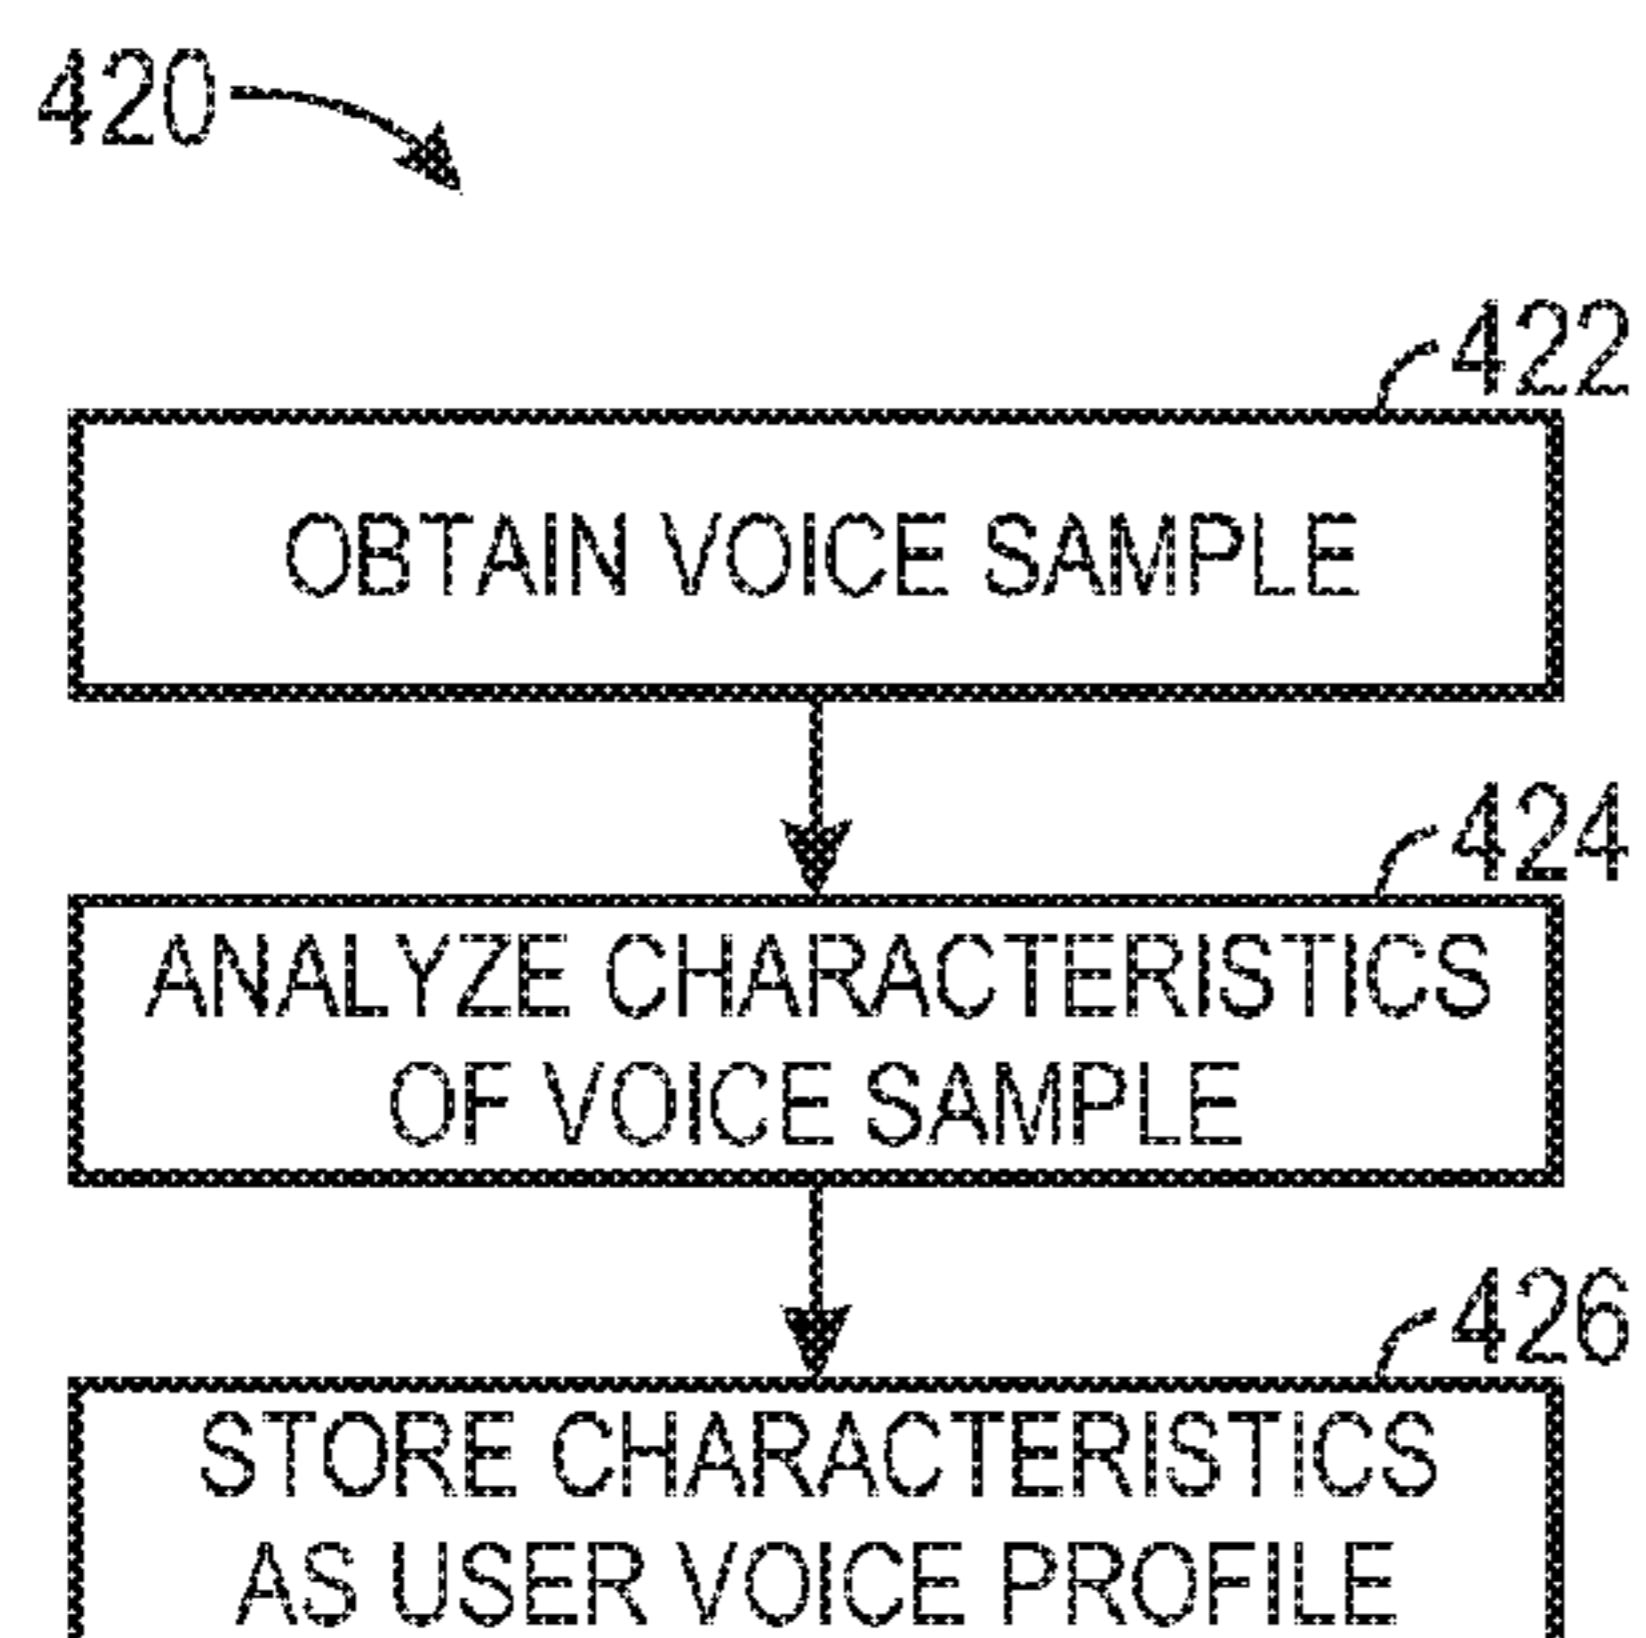 420
422
OBTAIN VOICE SAMPLE
424
ANALYZE CHARACTERISTICS
OF VOICE SAMPLE
426
STORE CHARACTERISTICS
AS USER VOICE PROFILE